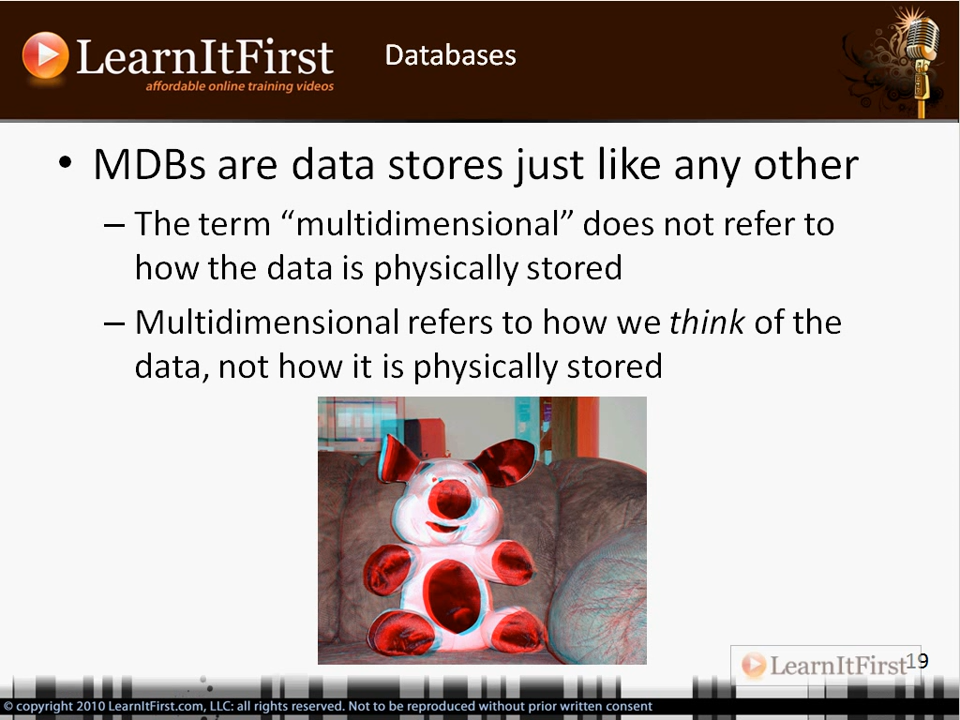 LearnItFirst
affordable online training videos
Databases
• MDBs are data stores just like any other
– The term “multidimensional” does not refer to
how the data is physically stored
– Multidimensional refers to how we think of the
data, not how it is physically stored
LearnItFirst
19
© copyright 2010 LearnItFirst.com, LLC: all rights reserved. Not to be reproduced without prior written consent